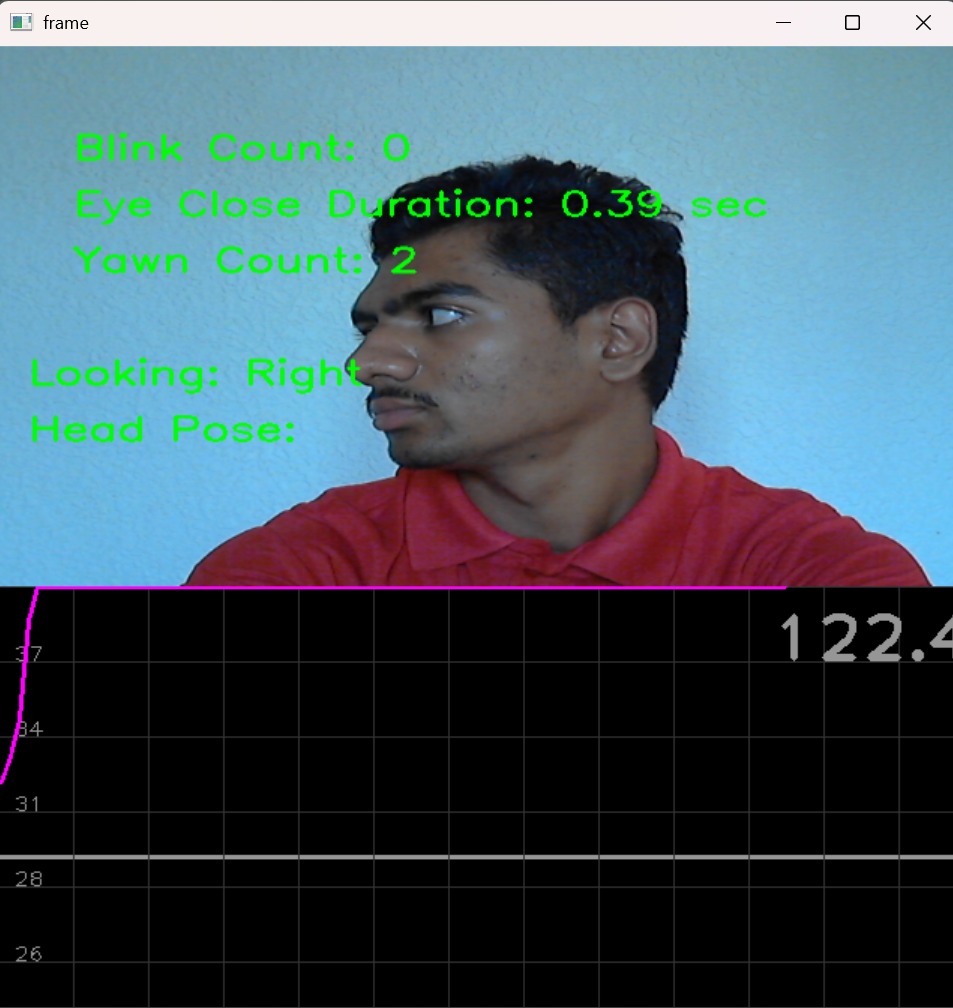 frame
Blink Count: 0
Eye Close Duration: 0.39 sec
Yawn Count: 2
Looking: Right
Head Pose:
122.4
37
34
31
28
26